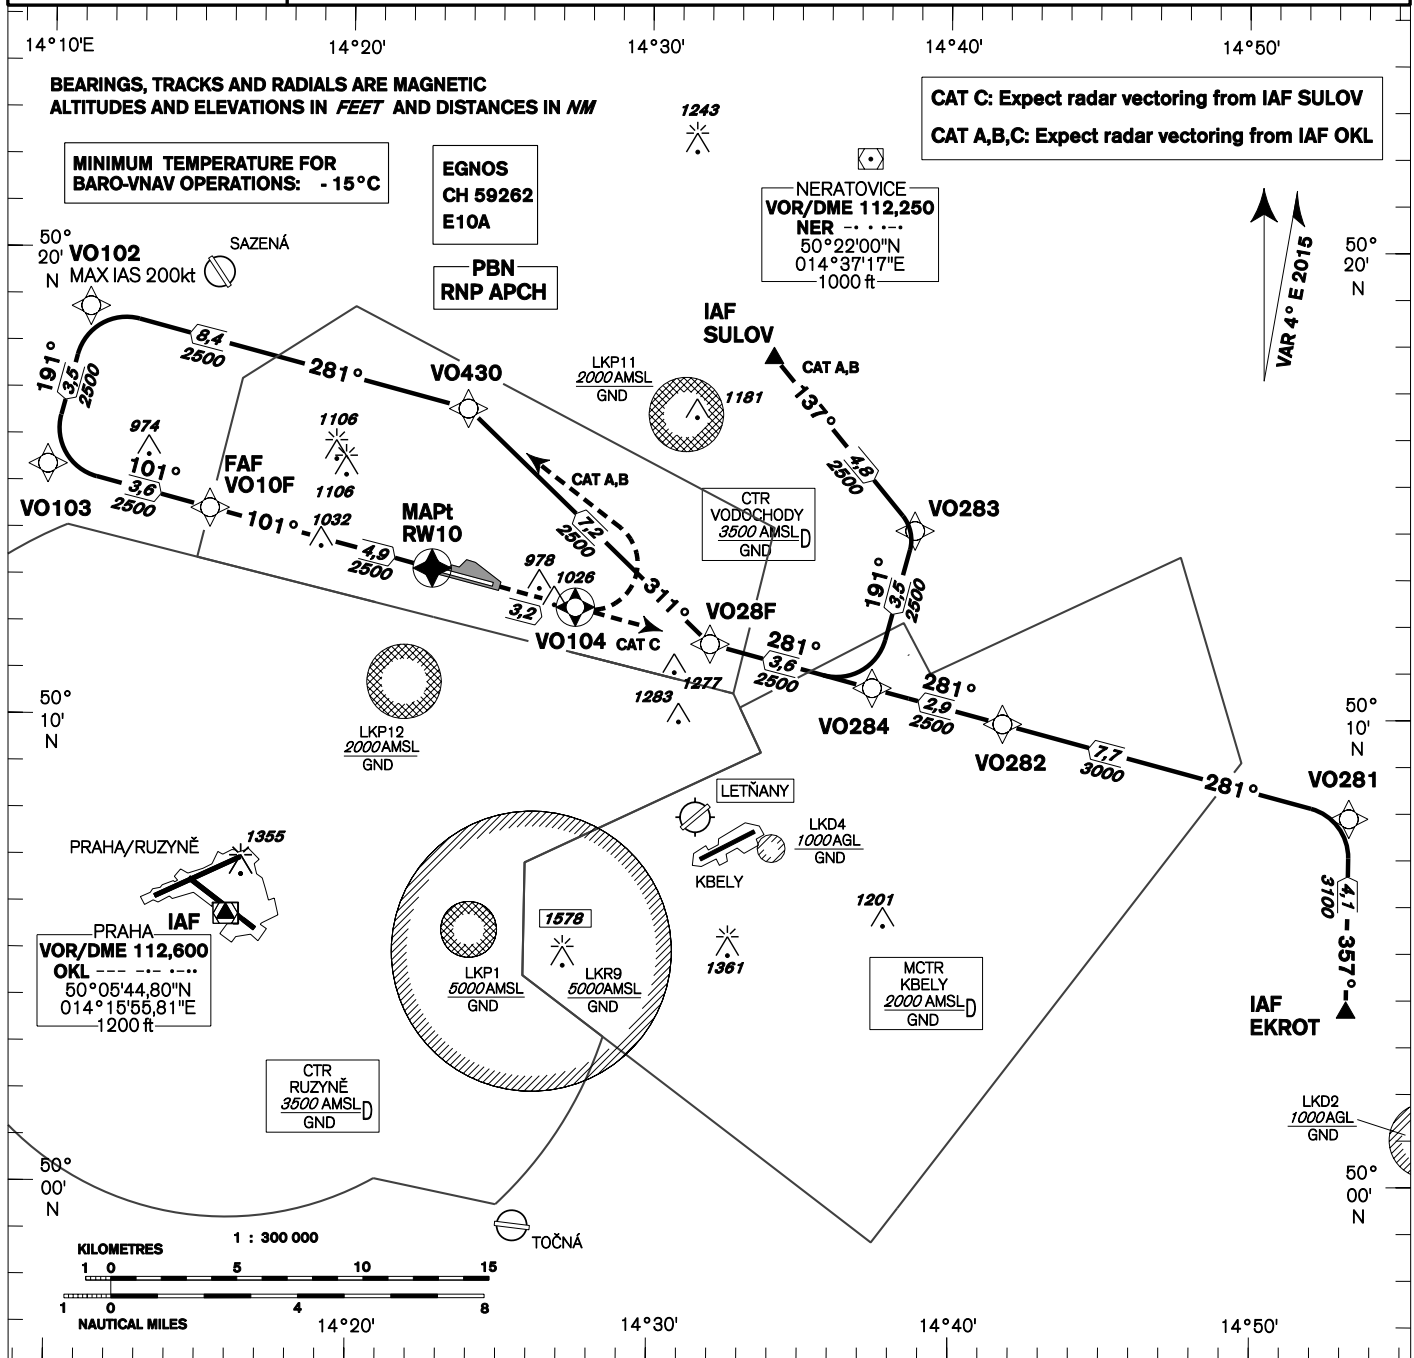 14°10'E
14°20'
14°30'
14°40'
14°50'
BEARINGS, TRACKS AND RADIALS ARE MAGNETIC
ALTITUDES AND ELEVATIONS IN FEET AND DISTANCES IN NM
CAT C: Expect radar vectoring from IAF SULOV
CAT A,B,C: Expect radar vectoring from IAF OKL
MINIMUM TEMPERATURE FOR
BARO-VNAV OPERATIONS: - 15°C
EGNOS
CH 59262
E10A
PBN
RNP APCH
1243
NERATOVICE
VOR/DME 112,250
NER -· · ·-·
50°22'00"N
014°37'17"E
1000 ft
VAR 4° E 2015
50°
20'
N
50°
20'
N
VO102
MAX IAS 200kt
SAZENÁ
IAF
SULOV
CAT A,B
137°
4,8
2500
8,4
2500
281°
VO430
LKP11
2000 AMSL
GND
1181
191°
3,5
2500
974
1106
1106
101°
3,6
2500
FAF
VO10F
VO103
101°
1032
4,9
2500
MAPt
RW10
CAT A,B
7,2
2500
311°
CTR
VODOCHODY
3500 AMSL
D
GND
VO283
191°
3,5
2500
978
1026
3,2
VO104
CAT C
VO28F
281°
3,6
2500
1277
1283
VO284
281°
2,9
2500
VO282
7,7
3000
281°
VO281
4,1
3100
357°
IAF
EKROT
50°
10'
N
50°
10'
N
LKP12
2000 AMSL
GND
LETŇANY
LKD4
1000 AGL
GND
KBELY
PRAHA/RUZYNĚ
1355
IAF
PRAHA
VOR/DME 112,600
OKL --- -·- ·-··
50°05'44,80"N
014°15'55,81"E
1200 ft
1578
LKP1
5000 AMSL
GND
LKR9
5000 AMSL
GND
1361
1201
MCTR
KBELY
2000 AMSL
D
GND
CTR
RUZYNĚ
3500 AMSL
D
GND
LKD2
1000 AGL
GND
50°
00'
N
50°
00'
N
TOČNÁ
1 : 300 000
KILOMETRES
1 0 5 10 15
1 0 4 8
NAUTICAL MILES
14°20'
14°30'
14°40'
14°50'